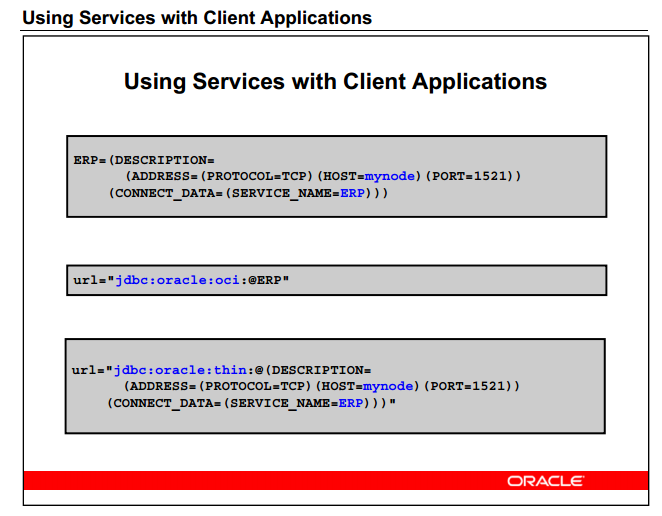 Using Services with Client Applications
Using Services with Client Applications
ERP=(DESCRIPTION=
(ADDRESS=(PROTOCOL=TCP)(HOST=mynode)(PORT=1521))
(CONNECT_DATA=(SERVICE_NAME=ERP)))
url="jdbc:oracle:oci:@ERP"
url="jdbc:oracle:thin:@(DESCRIPTION=
(ADDRESS=(PROTOCOL=TCP)(HOST=mynode)(PORT=1521))
(CONNECT_DATA=(SERVICE_NAME=ERP)))"
ORACLE